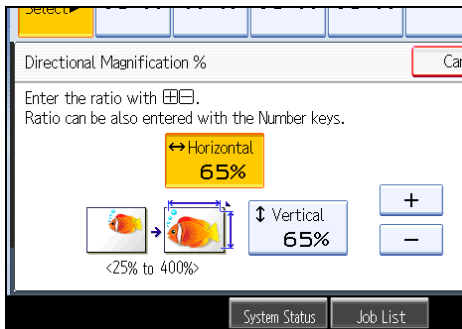 Select▶
Directional Magnification %
Enter the ratio with ⊞⊟.
Ratio can be also entered with the Number keys.
↔ Horizontal
65%
↕ Vertical
65%
+
−
<25% to 400%>
System Status
Job List